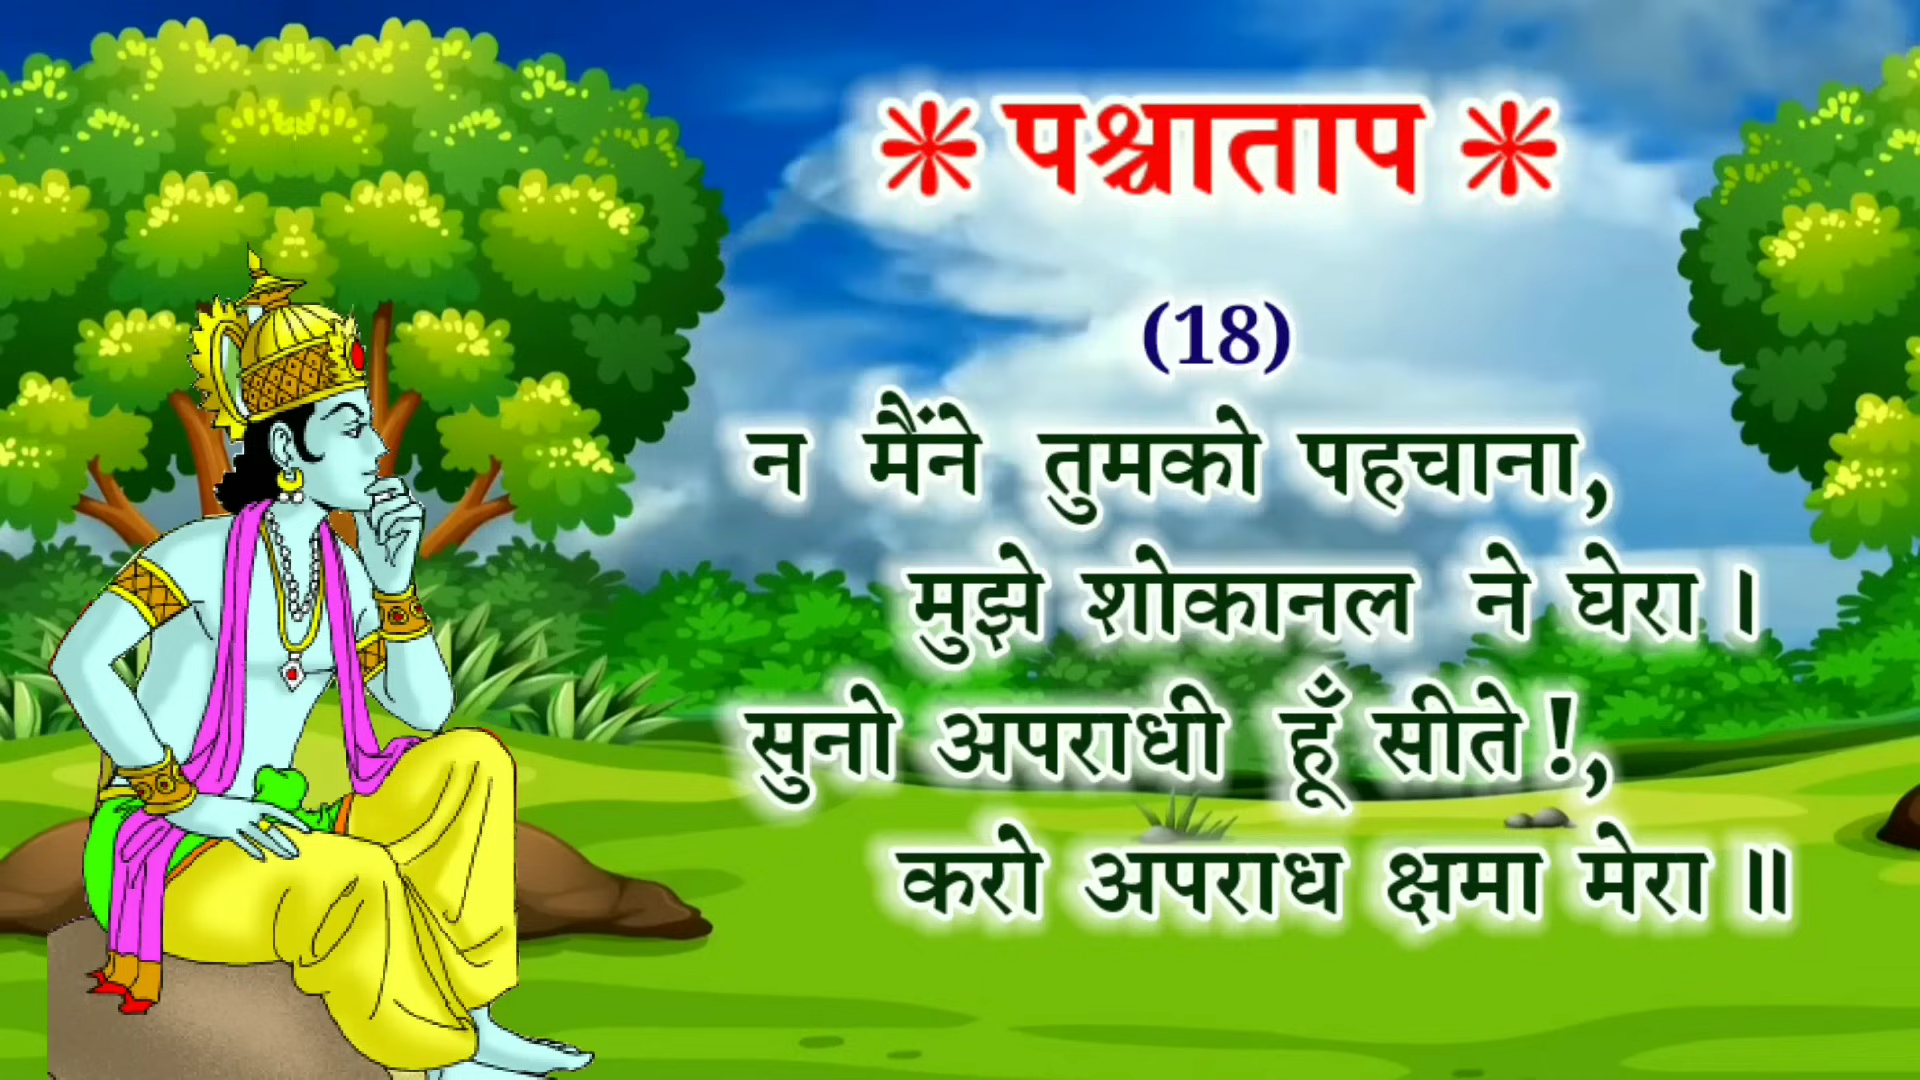 ❊ पश्चाताप ❊
(18)
न मैंने तुमको पहचाना,
मुझे शोकानल ने घेरा ।
सुनो अपराधी हूँ सीते !,
करो अपराध क्षमा मेरा ॥